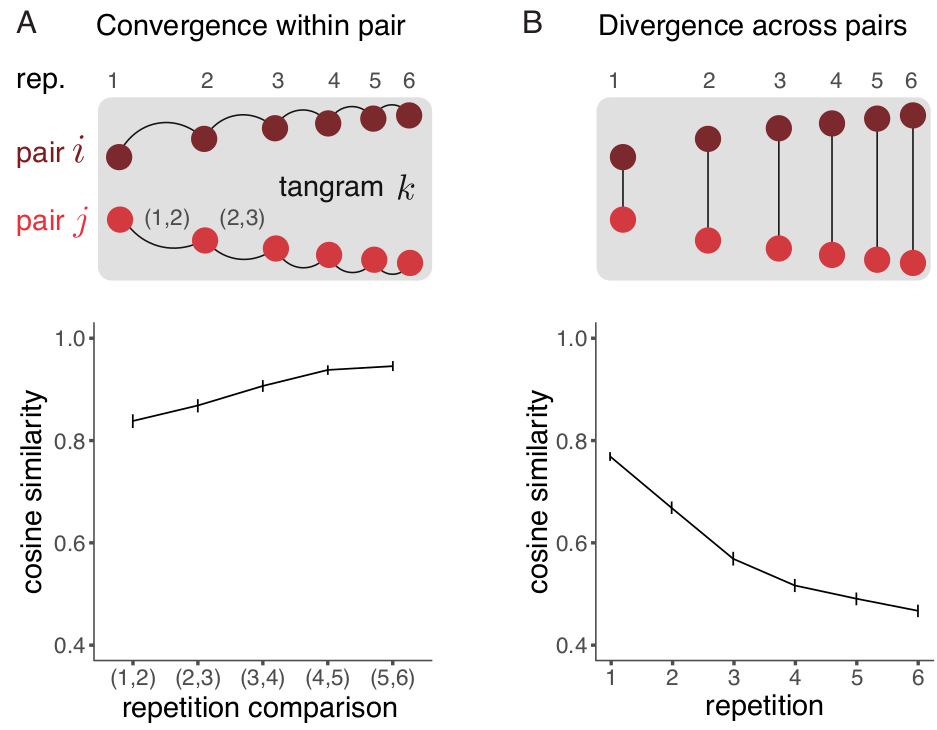 A Convergence within pair
rep. 1 2 3 4 5 6
pair i
tangram k
pair j (1,2) (2,3)
1.0
0.8
0.6
0.4
cosine similarity
(1,2) (2,3) (3,4) (4,5) (5,6)
repetition comparison
B Divergence across pairs
1 2 3 4 5 6
1.0
0.8
0.6
0.4
cosine similarity
1 2 3 4 5 6
repetition